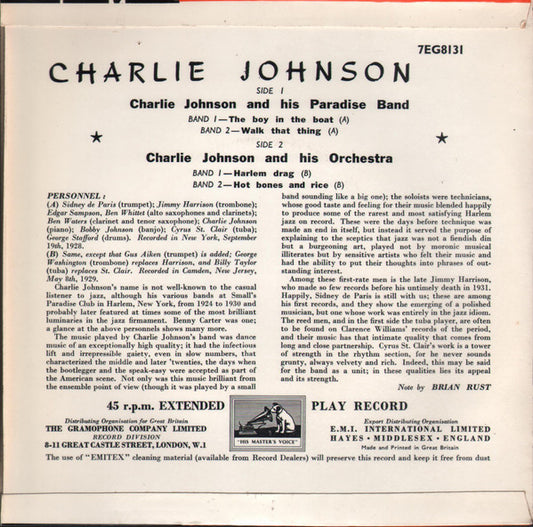 7EG8131
CHARLIE JOHNSON
SIDE 1
Charlie Johnson and his Paradise Band
BAND 1—The boy in the boat (A)
BAND 2—Walk that thing (A)
SIDE 2
Charlie Johnson and his Orchestra
BAND 1—Harlem drag (B)
BAND 2—Hot bones and rice (B)
PERSONNEL:
(A) Sidney de Paris (trumpet); Jimmy Harrison (trombone);
Edgar Sampson, Ben Whittet (alto saxophones and clarinets);
Ben Waters (clarinet and tenor saxophone); Charlie Johnson
(piano); Bobby Johnson (banjo); Cyrus St. Clair (tuba);
George Stafford (drums). Recorded in New York, September
19th, 1928.
(B) Same, except that Gus Aiken (trumpet) is added; George
Washington (trombone) replaces Harrison, and Billy Taylor
(tuba) replaces St. Clair. Recorded in Camden, New Jersey,
May 8th, 1929.
Charlie Johnson's name is not well-known to the casual
listener to jazz, although his various bands at Small's
Paradise Club in Harlem, New York, from 1924 to 1930 and
probably later featured at times some of the most brilliant
luminaries in the jazz firmament. Benny Carter was one;
a glance at the above personnels shows many more.
The music played by Charlie Johnson's band was dance
music of an exceptionally high quality; it had the infectious
lift and irrepressible gaiety, even in slow numbers, that
characterized the middle and later 'twenties, the days when
the bootlegger and the speak-easy were accepted as part of
the American scene. Not only was this music brilliant from
the ensemble point of view (though it was played by a small
band sounding like a big one); the soloists were technicians,
whose good taste and feeling for their music blended happily
to produce some of the rarest and most satisfying Harlem
jazz on record. These were the days before technique was
made an end in itself, but instead it served the purpose of
explaining to the sceptics that jazz was not a fiendish din
but a burgeoning art, played not by moronic musical
illiterates but by sensitive artists who felt their music and
had the ability to put their thoughts into phrases of out-
standing interest.
Among these first-rate men is the late Jimmy Harrison,
who made so few records before his untimely death in 1931.
Happily, Sidney de Paris is still with us; these are among
his first records, and they show the emerging of a polished
musician, but one whose work was entirely in the jazz idiom.
The reed men, and in the first side the tuba player, are often
to be found on Clarence Williams' records of the period,
and their music has that intimate quality that comes from
long and close partnership. Cyrus St. Clair's work is a tower
of strength in the rhythm section, for he never sounds
grunty, always velvety and rich. Indeed, this may be said
for the band as a unit; in these qualities lies its appeal
and its strength.
Note by BRIAN RUST
45 r.p.m. EXTENDED PLAY RECORD
"HIS MASTER'S VOICE"
Distributing Organisation for Great Britain
THE GRAMOPHONE COMPANY LIMITED
RECORD DIVISION
8-11 GREAT CASTLE STREET, LONDON, W.1
Export Distributing Organisation
E.M.I. INTERNATIONAL LIMITED
HAYES · MIDDLESEX · ENGLAND
Made and Printed in Great Britain
The use of "EMITEX" cleaning material (available from Record Dealers) will preserve this record and keep it free from dust